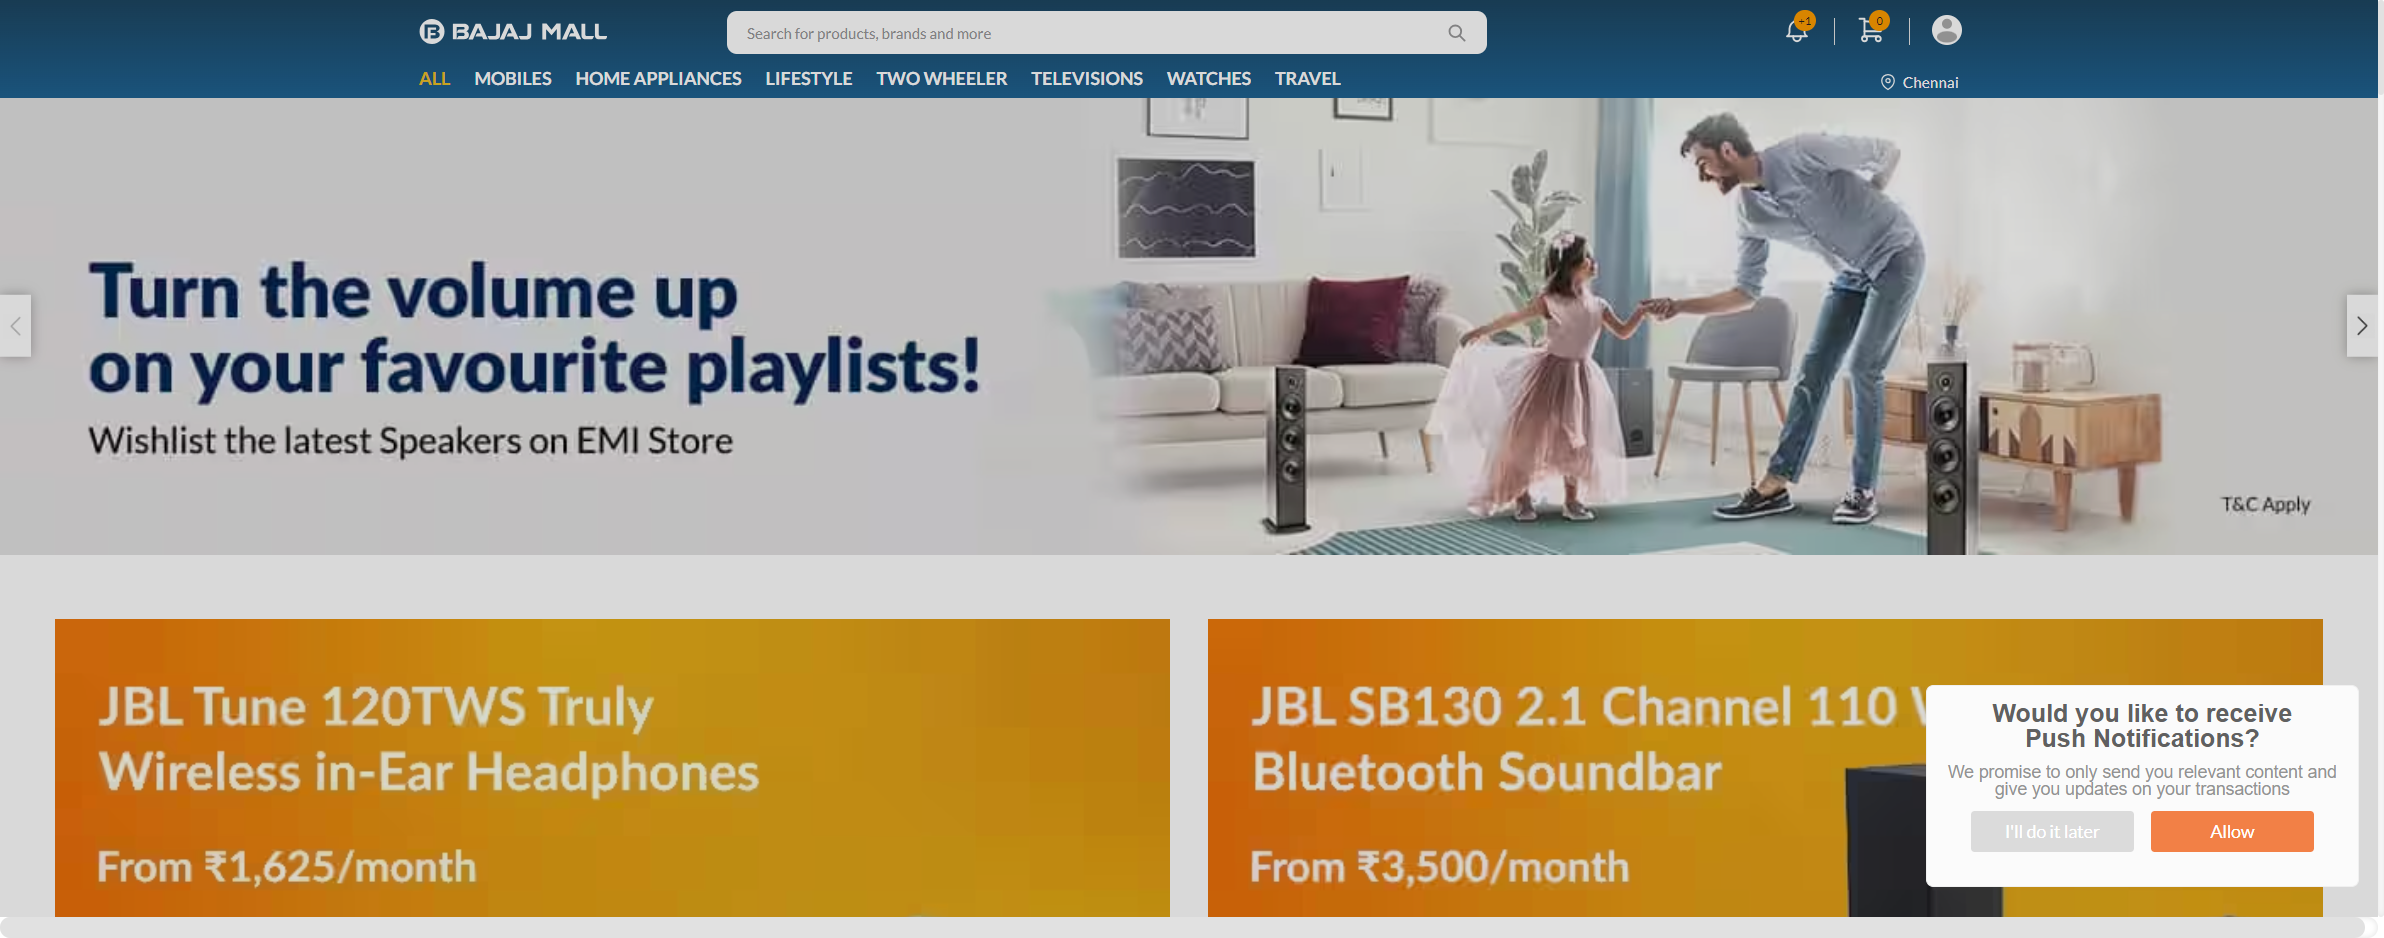 BAJAJ MALL
Search for products, brands and more
+1
0
ALL MOBILES HOME APPLIANCES LIFESTYLE TWO WHEELER TELEVISIONS WATCHES TRAVEL
Chennai
Turn the volume up
on your favourite playlists!
Wishlist the latest Speakers on EMI Store
T&C Apply
JBL Tune 120TWS Truly
Wireless in-Ear Headphones
From ₹1,625/month
JBL SB130 2.1 Channel 110
Bluetooth Soundbar
From ₹3,500/month
Would you like to receive
Push Notifications?
We promise to only send you relevant content and
give you updates on your transactions
I'll do it later
Allow